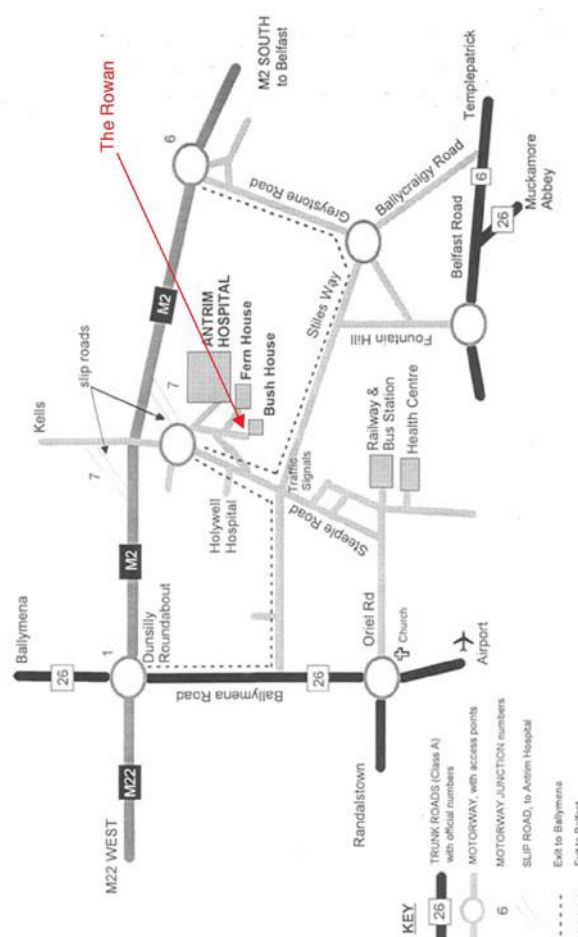 Ballymena
26
1
Dunsilly
Roundabout
M22
M22 WEST
M2
Kells
7
slip roads
7
M2
6
M2 SOUTH
to Belfast
The Rowan
ANTRIM
HOSPITAL
Fern House
Bush House
Holywell
Hospital
Greystone Road
Stiles Way
Ballycraigy Road
Templepatrick
6
Belfast Road
26
Muckamore
Abbey
Fountain Hill
Traffic
Signals
Steeple Road
Railway &
Bus Station
Health Centre
Ballymena Road
26
Oriel Rd
Church
Airport
Randalstown
KEY
26
TRUNK ROADS (Class A)
with official numbers
MOTORWAY, with access points
6
MOTORWAY JUNCTION numbers
SLIP ROAD, to Antrim Hospital
Exit to Ballymena